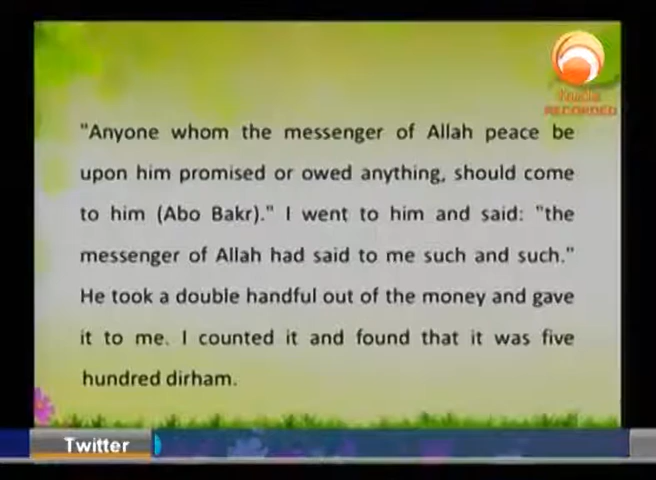 Huda
RECORDED
"Anyone whom the messenger of Allah peace be
upon him promised or owed anything, should come
to him (Abo Bakr)." I went to him and said: "the
messenger of Allah had said to me such and such."
He took a double handful out of the money and gave
it to me. I counted it and found that it was five
hundred dirham.
Twitter